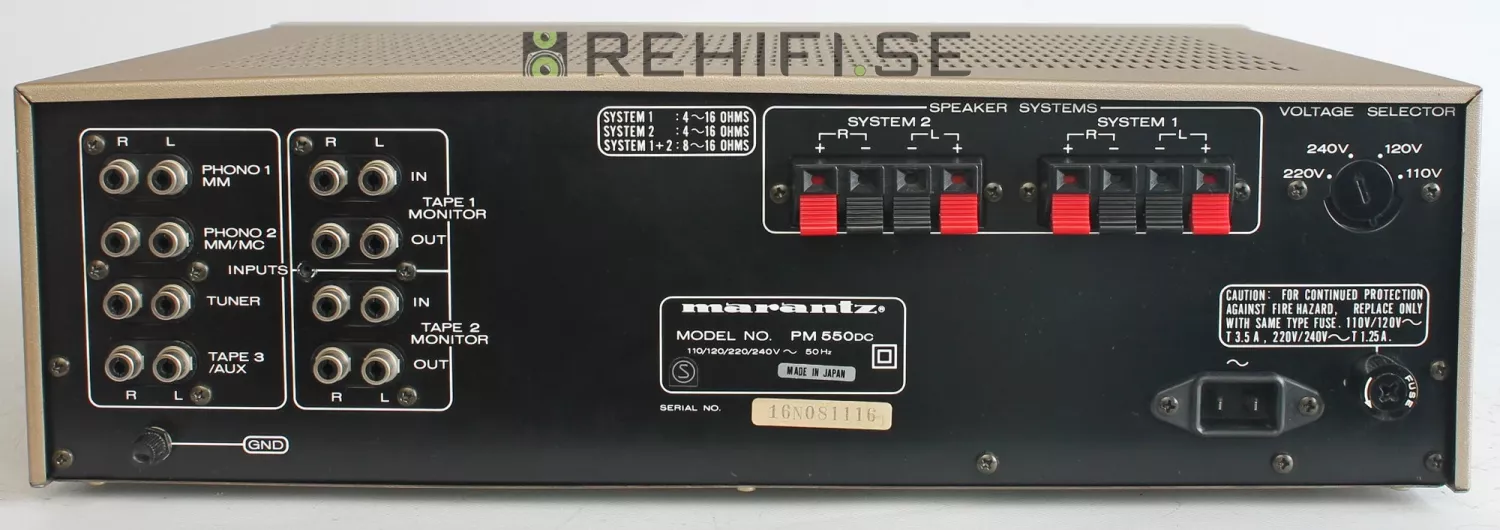 REHIFI.SE
R L
PHONO 1
MM
PHONO 2
MM/MC
INPUTS
TUNER
TAPE 3
/AUX
R L
GND
R L
IN
TAPE 1
MONITOR
OUT
IN
TAPE 2
MONITOR
OUT
R L
SYSTEM 1 : 4~16 OHMS
SYSTEM 2 : 4~16 OHMS
SYSTEM 1+2 : 8~16 OHMS
SPEAKER SYSTEMS
SYSTEM 2
R L
+ − − +
SYSTEM 1
R L
+ − − +
VOLTAGE SELECTOR
240V. .120V
220V. .110V
marantz®
MODEL NO. PM 550DC
110/120/220/240V ~ 50Hz
S
MADE IN JAPAN
SERIAL NO. 16N081116
CAUTION: FOR CONTINUED PROTECTION
AGAINST FIRE HAZARD, REPLACE ONLY
WITH SAME TYPE FUSE. 110V/120V~
T 3.5A, 220V/240V~T 1.25A.
~
FUSE